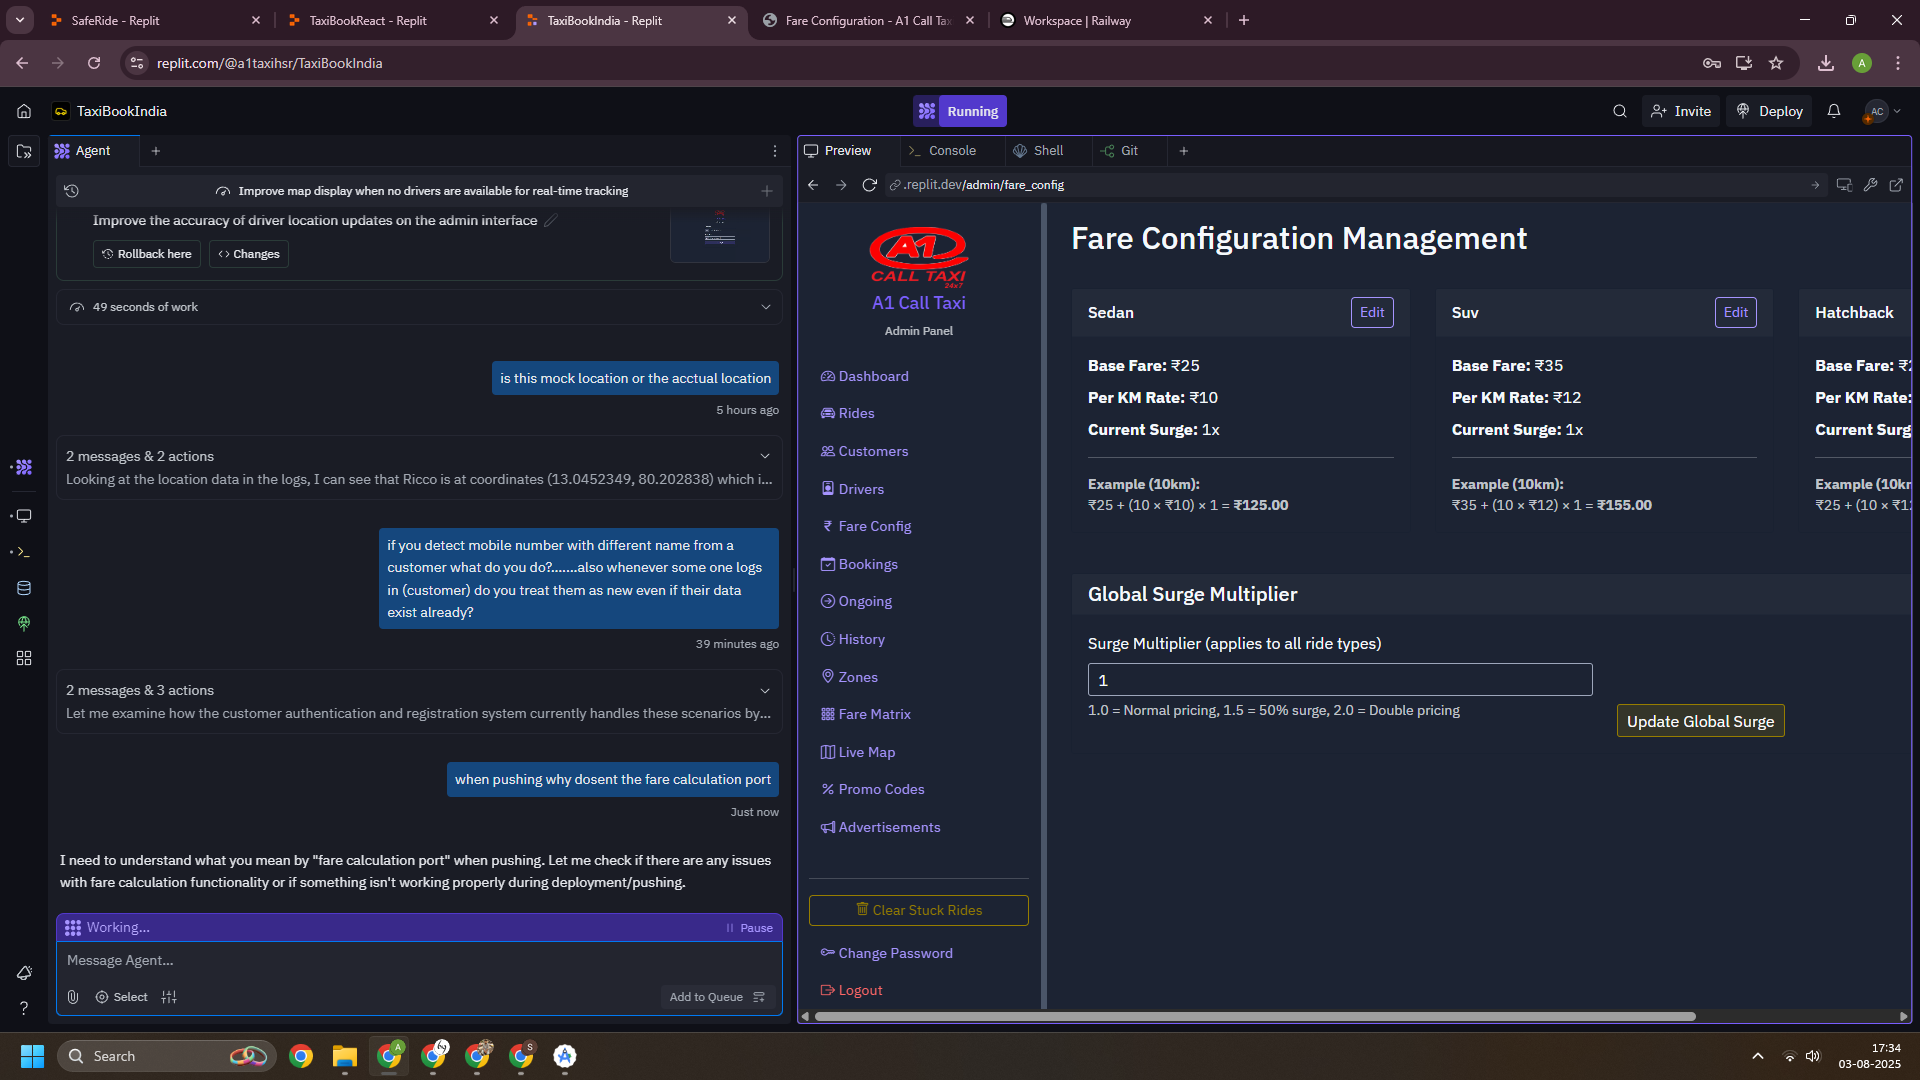 SafeRide - Replit
TaxiBookReact - Replit
TaxiBookIndia - Replit
Fare Configuration - A1 Call Tax
Workspace | Railway
replit.com/@a1taxihsr/TaxiBookIndia
A
TaxiBookIndia
Running
Invite
Deploy
AC
Agent
Preview
Console
Shell
Git
Improve map display when no drivers are available for real-time tracking
.replit.dev/admin/fare_config
Improve the accuracy of driver location updates on the admin interface
Rollback here
Changes
49 seconds of work
is this mock location or the acctual location
5 hours ago
2 messages & 2 actions
Looking at the location data in the logs, I can see that Ricco is at coordinates (13.0452349, 80.202838) which i...
if you detect mobile number with different name from a
customer what do you do?.......also whenever some one logs
in (customer) do you treat them as new even if their data
exist already?
39 minutes ago
2 messages & 3 actions
Let me examine how the customer authentication and registration system currently handles these scenarios by...
when pushing why dosent the fare calculation port
Just now
I need to understand what you mean by "fare calculation port" when pushing. Let me check if there are any issues
with fare calculation functionality or if something isn't working properly during deployment/pushing.
Working...
Pause
Message Agent...
Select
Add to Queue
A1
CALL TAXI
24x7
A1 Call Taxi
Admin Panel
Dashboard
Rides
Customers
Drivers
₹ Fare Config
Bookings
Ongoing
History
Zones
Fare Matrix
Live Map
% Promo Codes
Advertisements
Clear Stuck Rides
Change Password
Logout
Fare Configuration Management
Sedan
Edit
Base Fare: ₹25
Per KM Rate: ₹10
Current Surge: 1x
Example (10km):
₹25 + (10 × ₹10) × 1 = ₹125.00
Suv
Edit
Base Fare: ₹35
Per KM Rate: ₹12
Current Surge: 1x
Example (10km):
₹35 + (10 × ₹12) × 1 = ₹155.00
Hatchback
Base Fare: ₹2
Per KM Rate:
Current Surg
Example (10km
₹25 + (10 × ₹1
Global Surge Multiplier
Surge Multiplier (applies to all ride types)
1
1.0 = Normal pricing, 1.5 = 50% surge, 2.0 = Double pricing
Update Global Surge
Search
A
S
17:34
03-08-2025